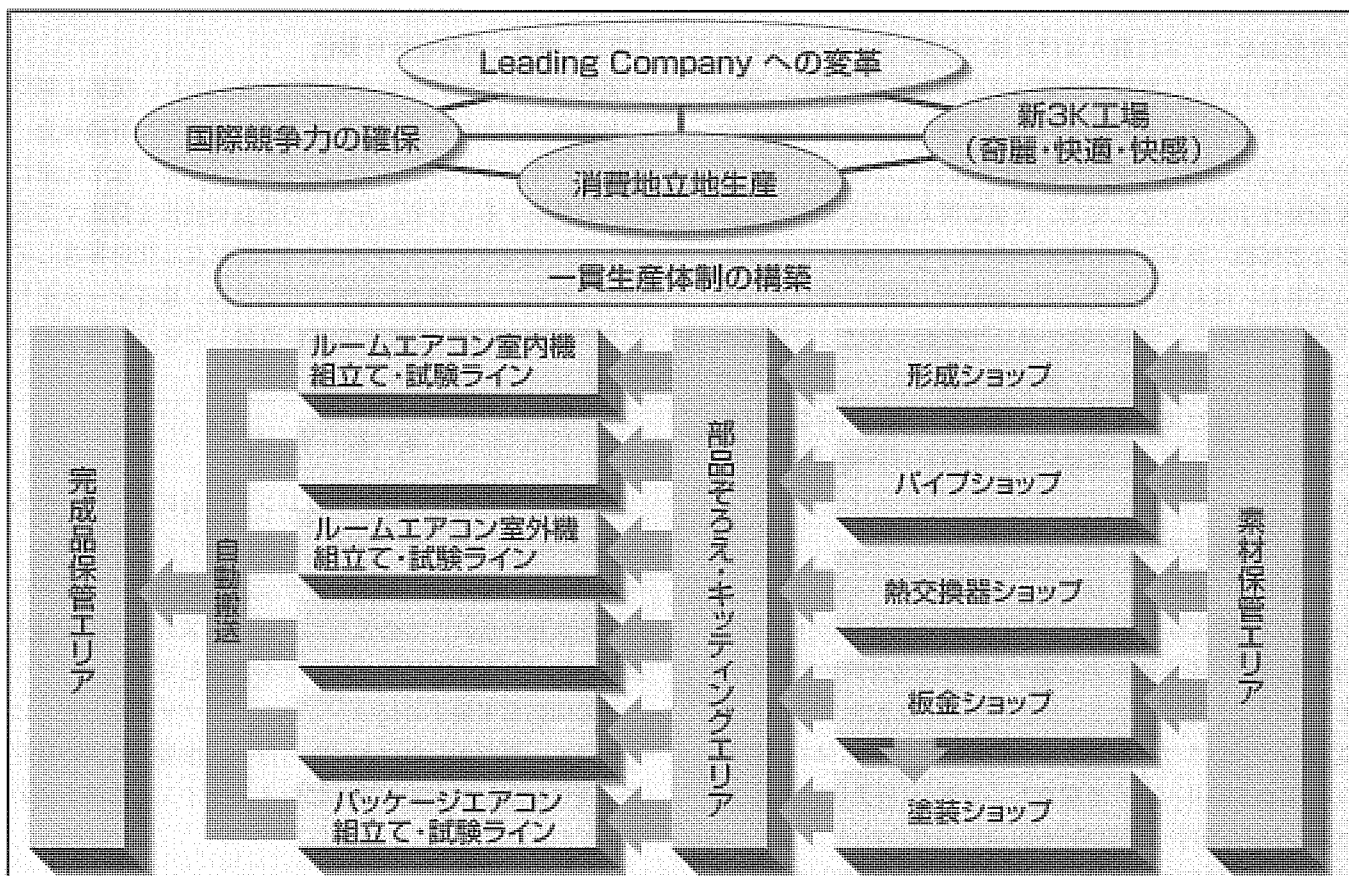 Leading Company への変革
国際競争力の確保
新3K工場
(奇麗・快適・快感)
消費地立地生産
一貫生産体制の構築
完成品保管エリア
自動搬送
ルームエアコン室内機
組立て・試験ライン
ルームエアコン室外機
組立て・試験ライン
パッケージエアコン
組立て・試験ライン
部品そろえ・キッティングエリア
形成ショップ
パイプショップ
熱交換器ショップ
板金ショップ
塗装ショップ
素材保管エリア